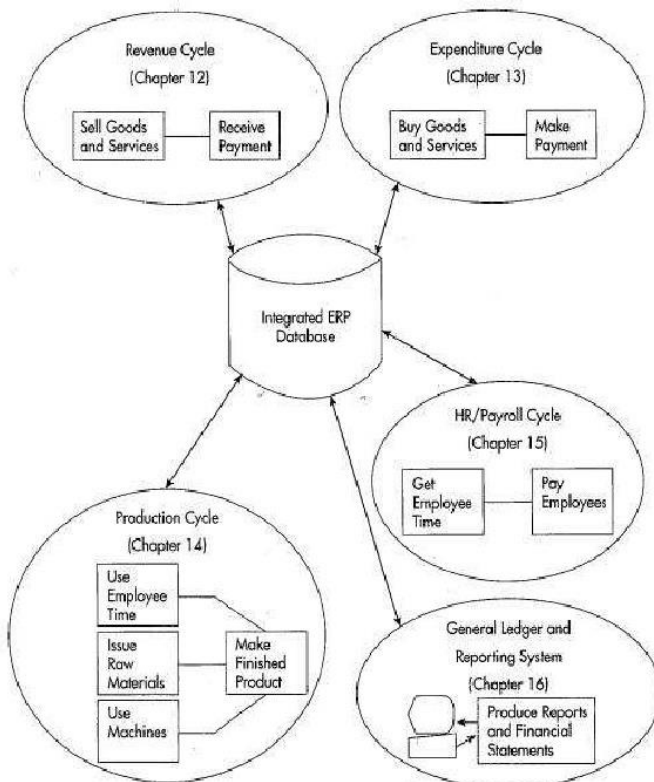 Revenue Cycle
(Chapter 12)
Sell Goods
and Services
Receive
Payment
Expenditure Cycle
(Chapter 13)
Buy Goods
and Services
Make
Payment
Integrated ERP
Database
HR/Payroll Cycle
(Chapter 15)
Get
Employee
Time
Pay
Employees
Production Cycle
(Chapter 14)
Use
Employee
Time
Issue
Raw
Materials
Use
Machines
Make
Finished
Product
General Ledger and
Reporting System
(Chapter 16)
Produce Reports
and Financial
Statements